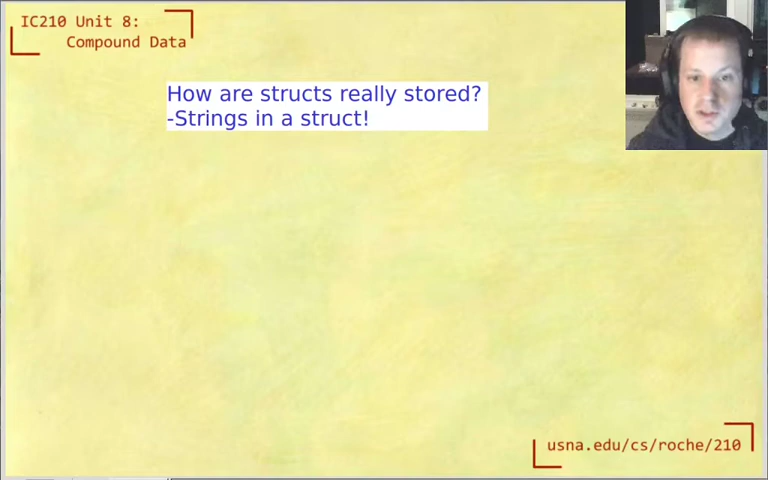 IC210 Unit 8:
Compound Data
How are structs really stored?
-Strings in a struct!
usna.edu/cs/roche/210